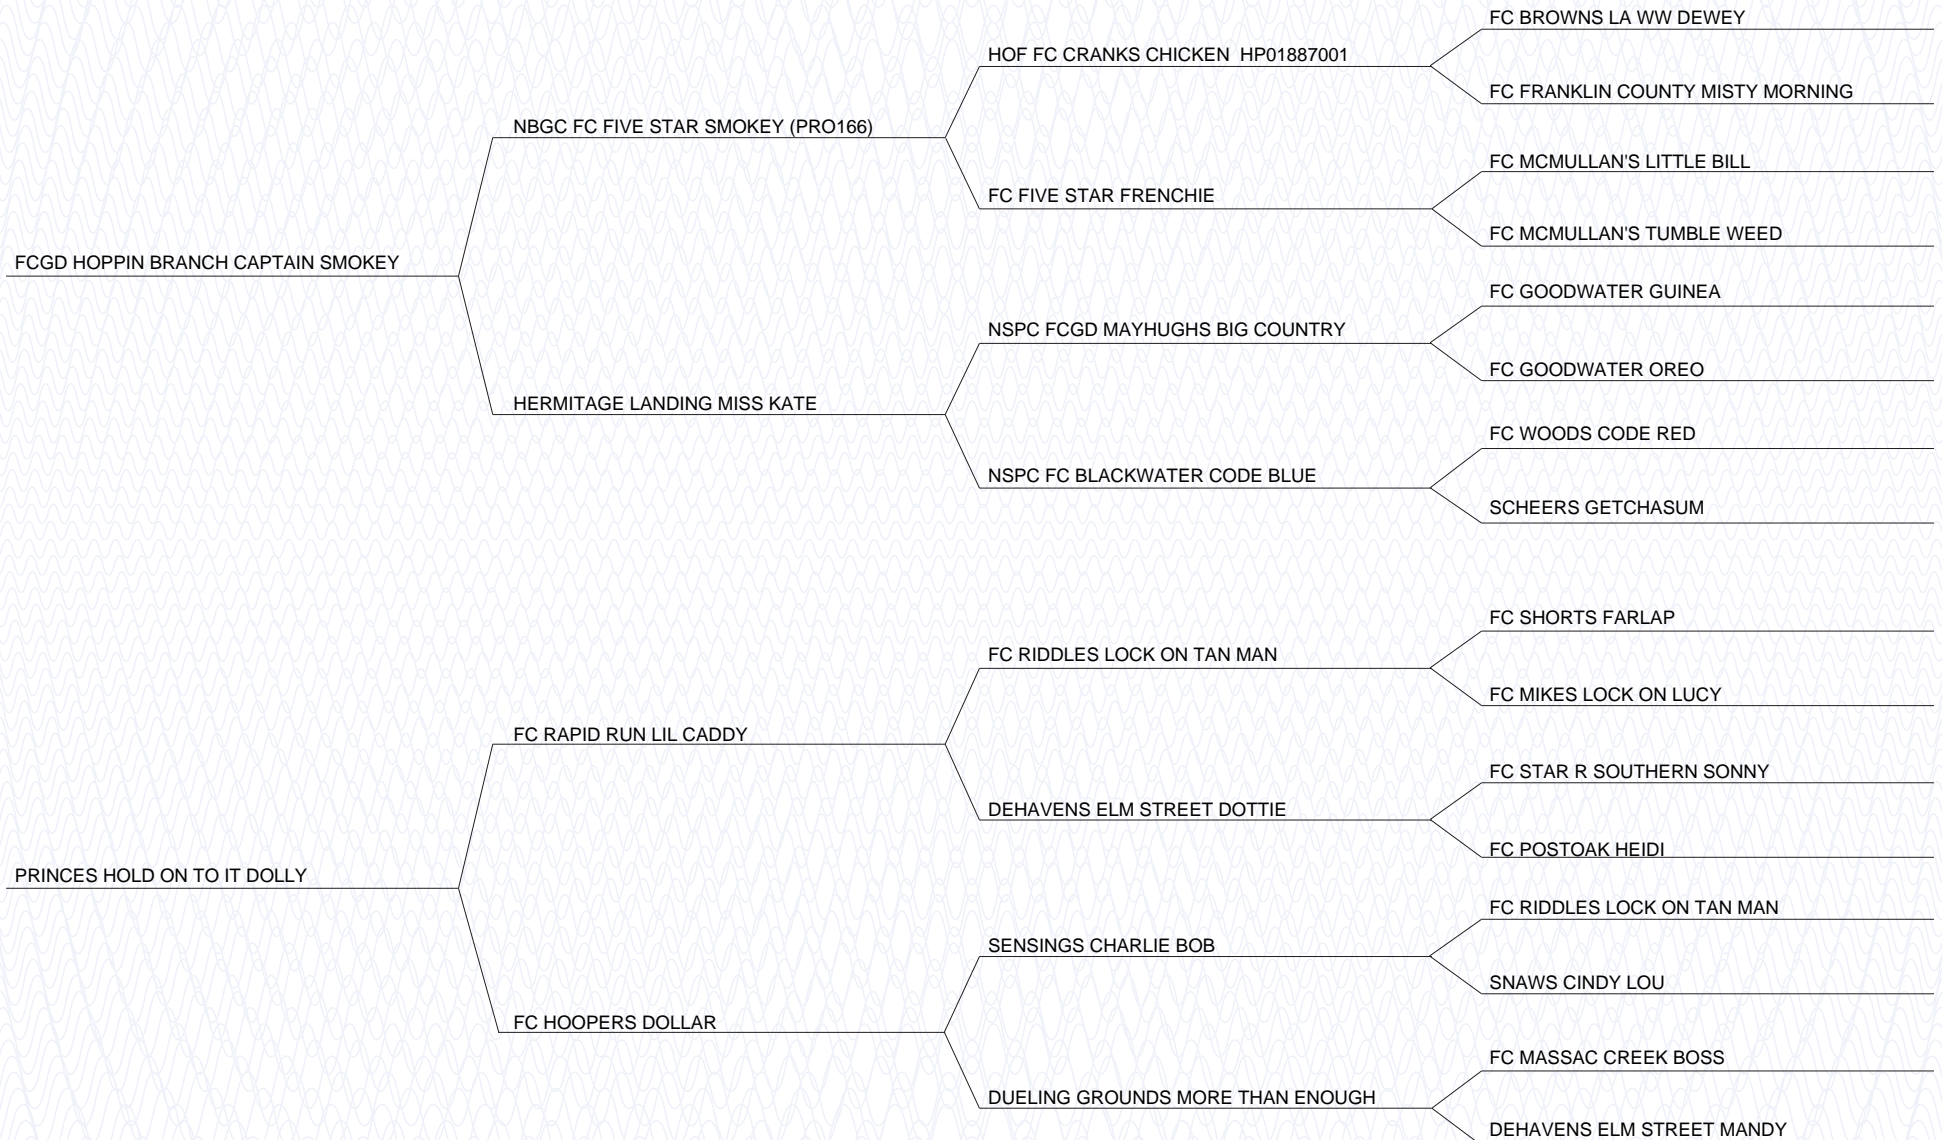 FC BROWNS LA WW DEWEY
HOF FC CRANKS CHICKEN  HP01887001
FC FRANKLIN COUNTY MISTY MORNING
NBGC FC FIVE STAR SMOKEY (PRO166)
FC MCMULLAN'S LITTLE BILL
FC FIVE STAR FRENCHIE
FC MCMULLAN'S TUMBLE WEED
FCGD HOPPIN BRANCH CAPTAIN SMOKEY
FC GOODWATER GUINEA
NSPC FCGD MAYHUGHS BIG COUNTRY
FC GOODWATER OREO
HERMITAGE LANDING MISS KATE
FC WOODS CODE RED
NSPC FC BLACKWATER CODE BLUE
SCHEERS GETCHASUM
FC SHORTS FARLAP
FC RIDDLES LOCK ON TAN MAN
FC MIKES LOCK ON LUCY
FC RAPID RUN LIL CADDY
FC STAR R SOUTHERN SONNY
DEHAVENS ELM STREET DOTTIE
FC POSTOAK HEIDI
PRINCES HOLD ON TO IT DOLLY
FC RIDDLES LOCK ON TAN MAN
SENSINGS CHARLIE BOB
SNAWS CINDY LOU
FC HOOPERS DOLLAR
FC MASSAC CREEK BOSS
DUELING GROUNDS MORE THAN ENOUGH
DEHAVENS ELM STREET MANDY